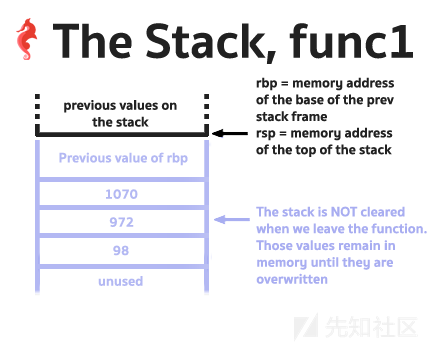 The Stack, func1
previous values on
the stack
rbp = memory address
of the base of the prev
stack frame
rsp = memory address
of the top of the stack
Previous value of rbp
1070
972
98
unused
The stack is NOT cleared
when we leave the function.
Those values remain in
memory until they are
overwritten
先知社区